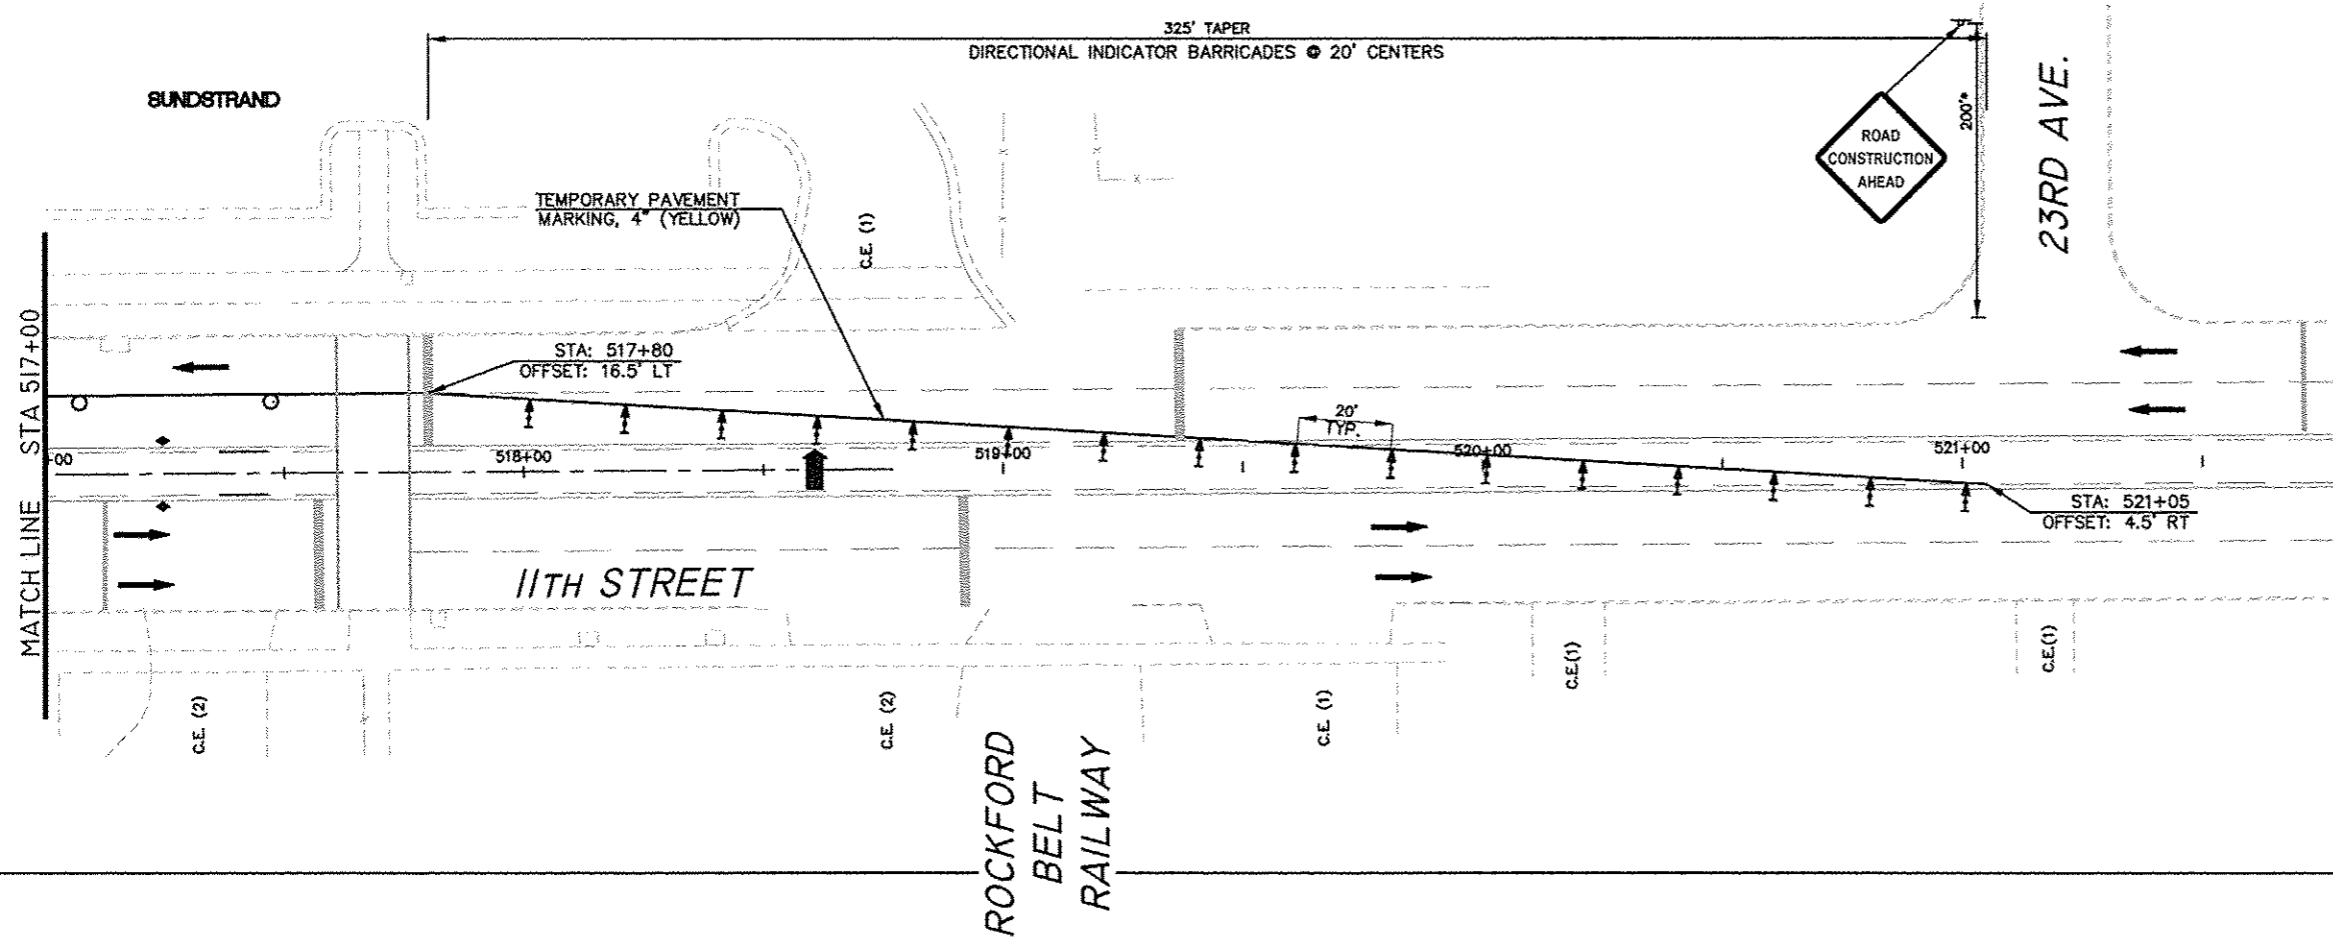 325' TAPER
DIRECTIONAL INDICATOR BARRICADES @ 20' CENTERS
SUNDSTRAND
ROAD
CONSTRUCTION
AHEAD
200'*
23RD AVE.
TEMPORARY PAVEMENT
MARKING, 4" (YELLOW)
C.E. (1)
MATCH LINE STA 517+00
STA: 517+80
OFFSET: 16.5' LT
20'
TYP.
+00
518+00
519+00
520+00
521+00
STA: 521+05
OFFSET: 4.5' RT
11TH STREET
C.E. (2)
C.E. (2)
C.E. (1)
C.E.(1)
C.E.(1)
ROCKFORD
BELT
RAILWAY